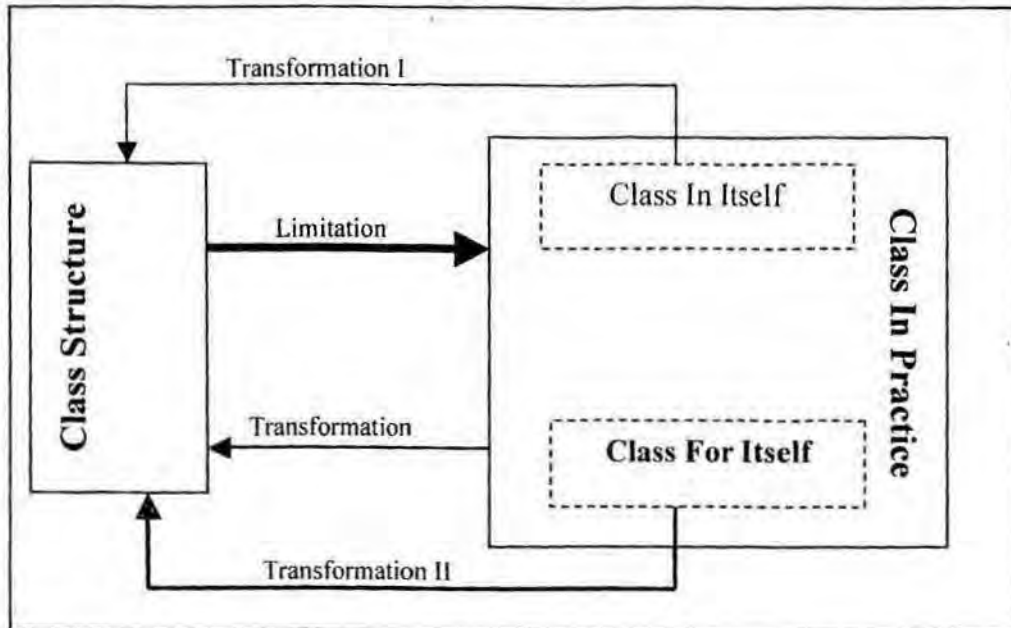 Transformation I
Class Structure
Limitation
Class In Itself
Class In Practice
Transformation
Class For Itself
Transformation II